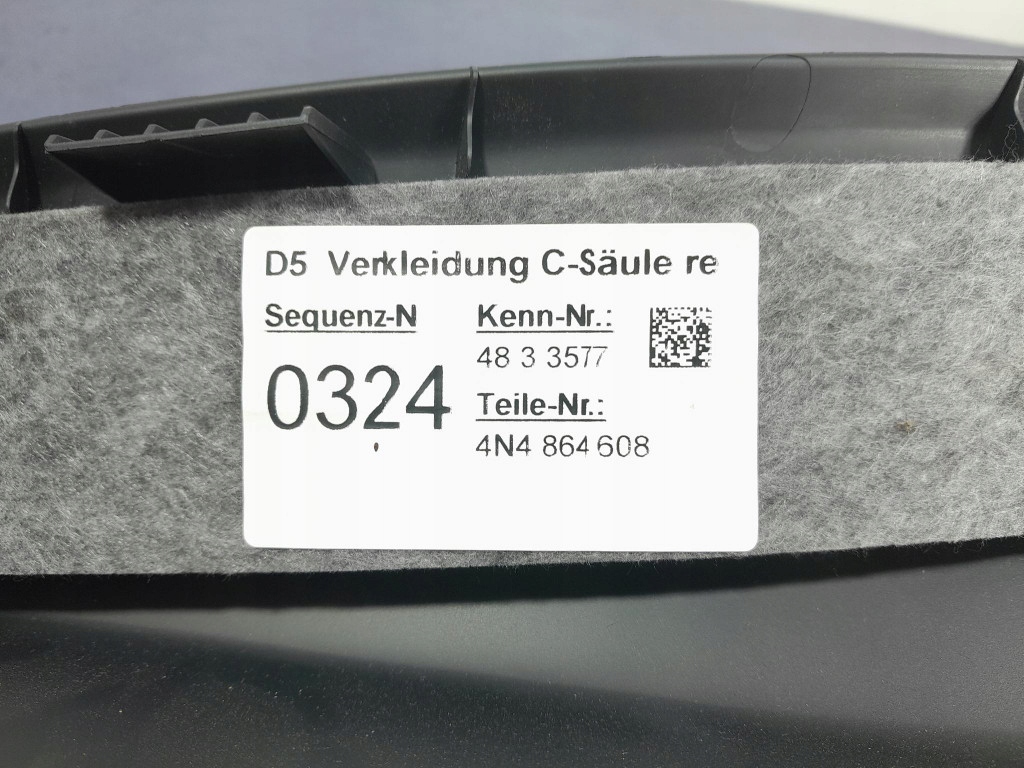 D5 Verkleidung C-Säule re
Sequenz-N
0324
Kenn-Nr.:
48 3 3577
Teile-Nr.:
4N4 864 608